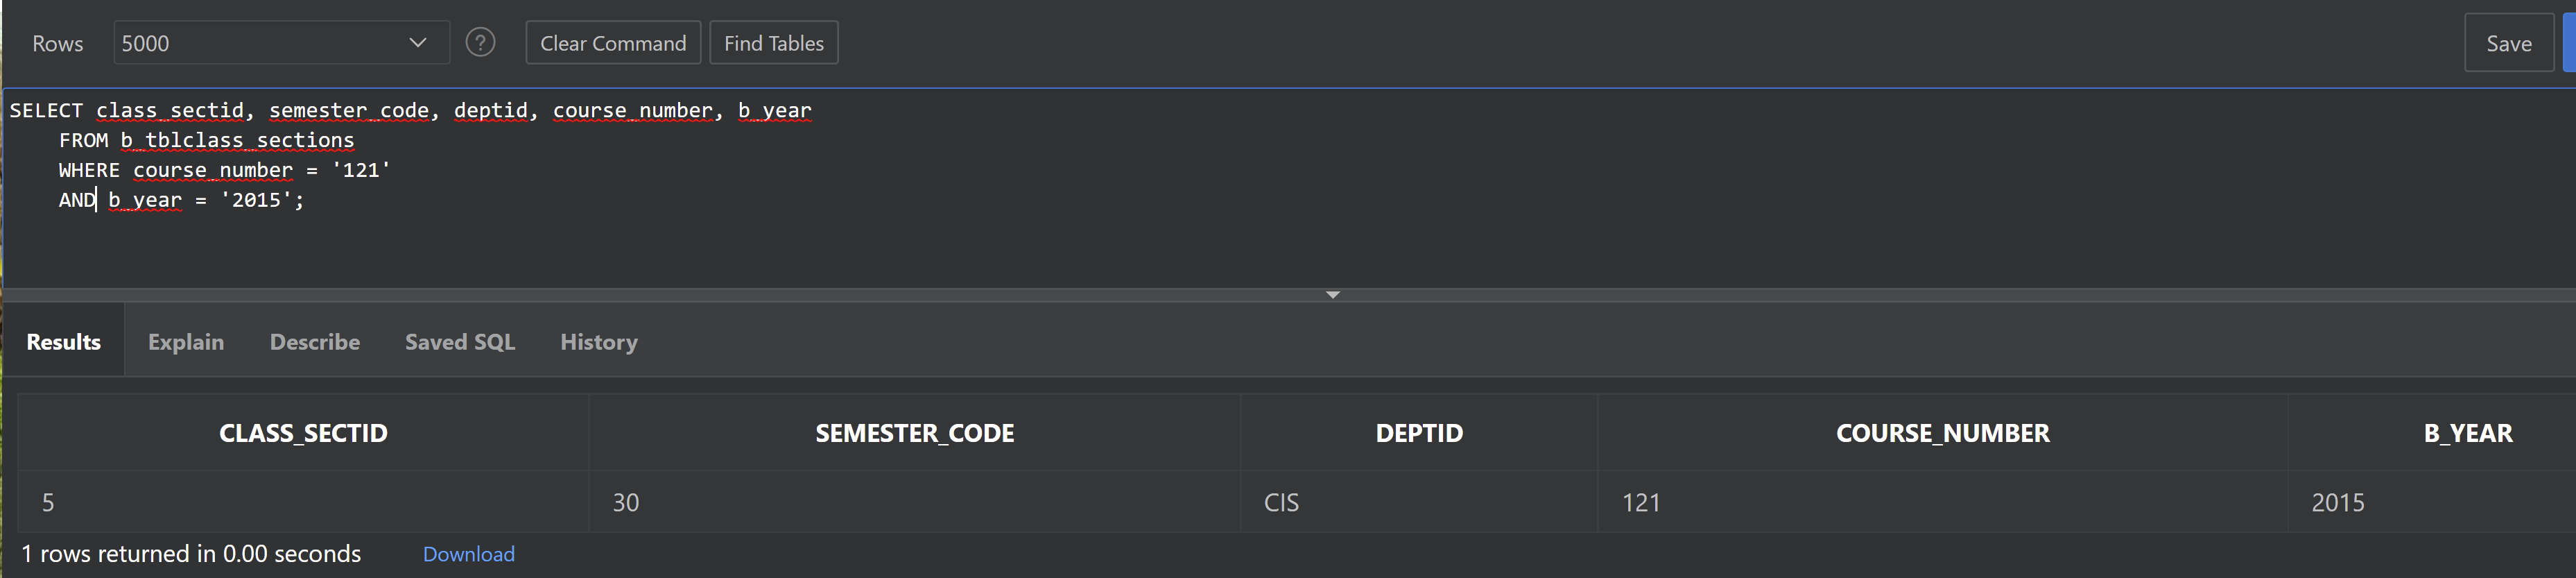 Rows 5000 ? Clear Command Find Tables Save
SELECT class_sectid, semester_code, deptid, course_number, b_year
FROM b_tblclass_sections
WHERE course_number = '121'
AND b_year = '2015';
Results Explain Describe Saved SQL History
CLASS_SECTID SEMESTER_CODE DEPTID COURSE_NUMBER B_YEAR
5 30 CIS 121 2015
1 rows returned in 0.00 seconds Download